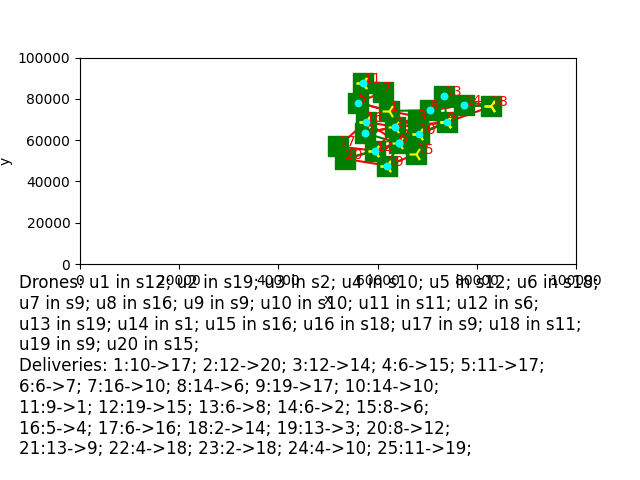 100000
80000
60000
40000
20000
0
y
0 20000 40000 60000 80000 100000
x
Drones: u1 in s12; u2 in s19; u3 in s2; u4 in s10; u5 in s12; u6 in s18;
u7 in s9; u8 in s16; u9 in s9; u10 in s10; u11 in s11; u12 in s6;
u13 in s19; u14 in s1; u15 in s16; u16 in s18; u17 in s9; u18 in s11;
u19 in s9; u20 in s15;
Deliveries: 1:10->17; 2:12->20; 3:12->14; 4:6->15; 5:11->17;
6:6->7; 7:16->10; 8:14->6; 9:19->17; 10:14->10;
11:9->1; 12:19->15; 13:6->8; 14:6->2; 15:8->6;
16:5->4; 17:6->16; 18:2->14; 19:13->3; 20:8->12;
21:13->9; 22:4->18; 23:2->18; 24:4->10; 25:11->19;